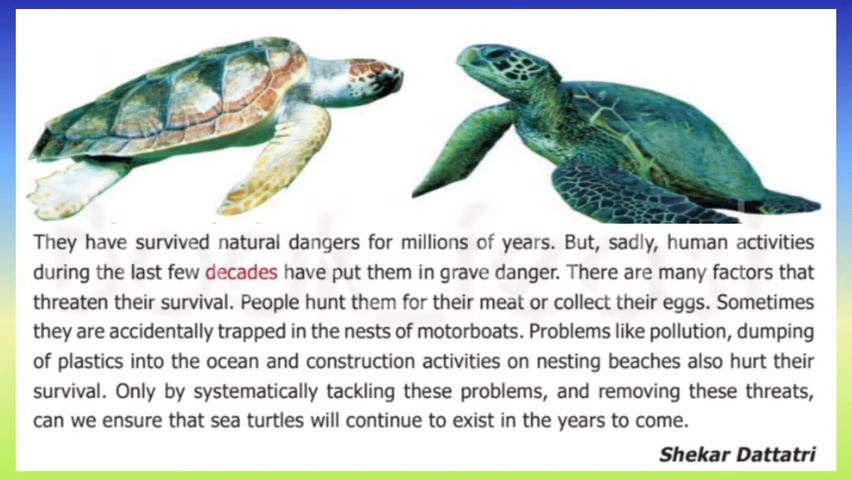 They have survived natural dangers for millions of years. But, sadly, human activities
during the last few decades have put them in grave danger. There are many factors that
threaten their survival. People hunt them for their meat or collect their eggs. Sometimes
they are accidentally trapped in the nests of motorboats. Problems like pollution, dumping
of plastics into the ocean and construction activities on nesting beaches also hurt their
survival. Only by systematically tackling these problems, and removing these threats,
can we ensure that sea turtles will continue to exist in the years to come.
Shekar Dattatri